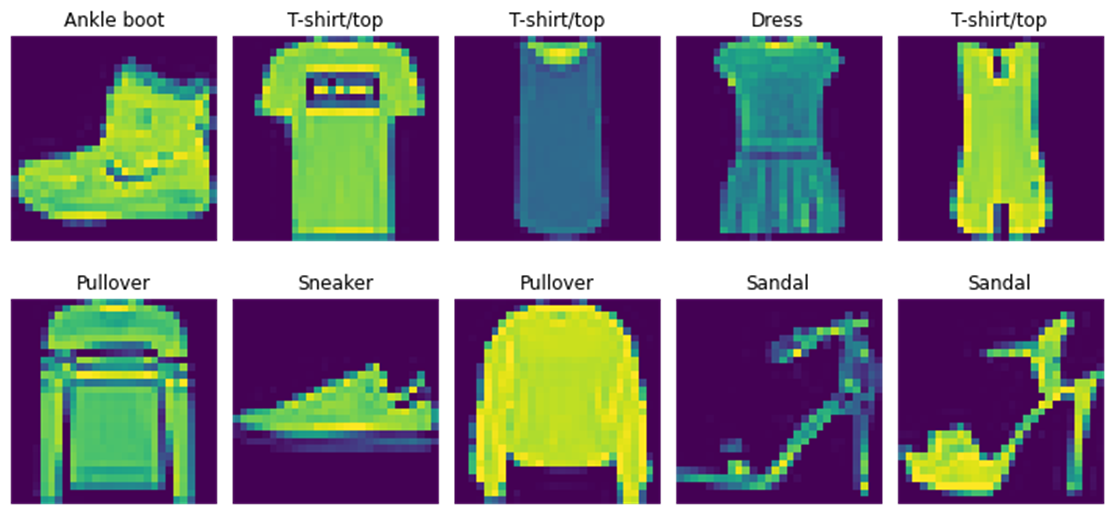 Ankle boot
T-shirt/top
T-shirt/top
Dress
T-shirt/top
Pullover
Sneaker
Pullover
Sandal
Sandal